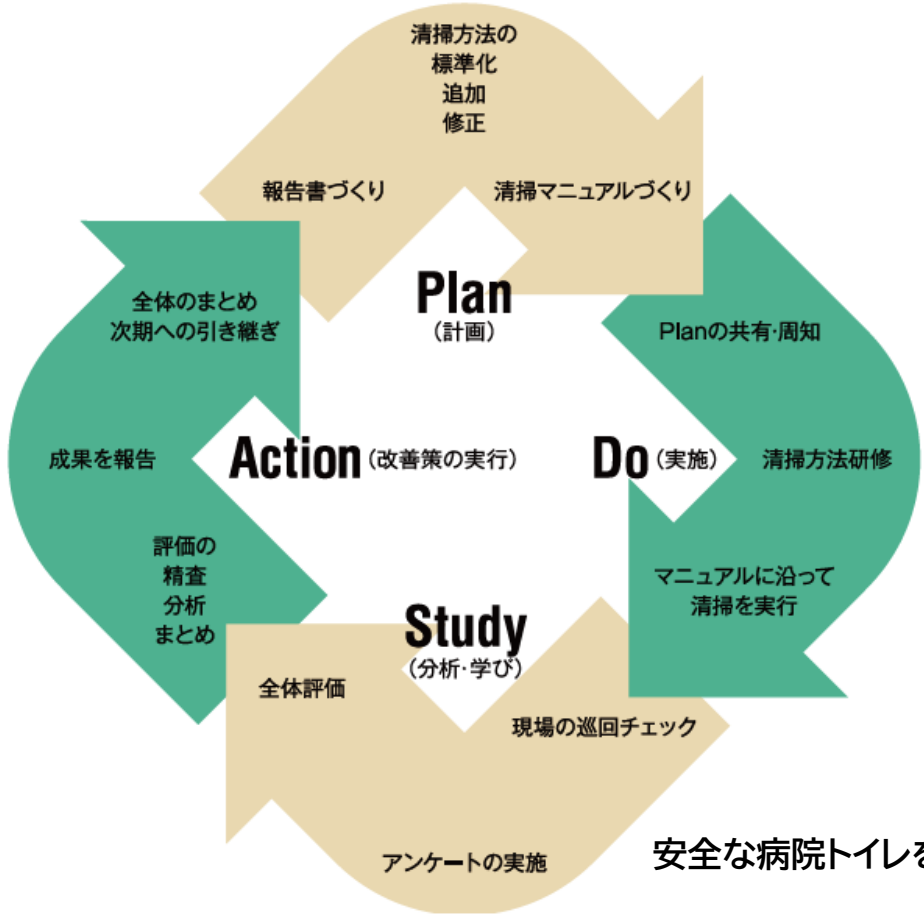 清掃方法の
標準化
追加
修正
報告書づくり
清掃マニュアルづくり
Plan
(計画)
Planの共有・周知
清掃方法研修
マニュアルに沿って
清掃を実行
Do(実施)
Study
(分析・学び)
現場の巡回チェック
アンケートの実施
全体評価
Action(改善策の実行)
評価の
精査
分析
まとめ
成果を報告
全体のまとめ
次期への引き継ぎ
安全な病院トイレを